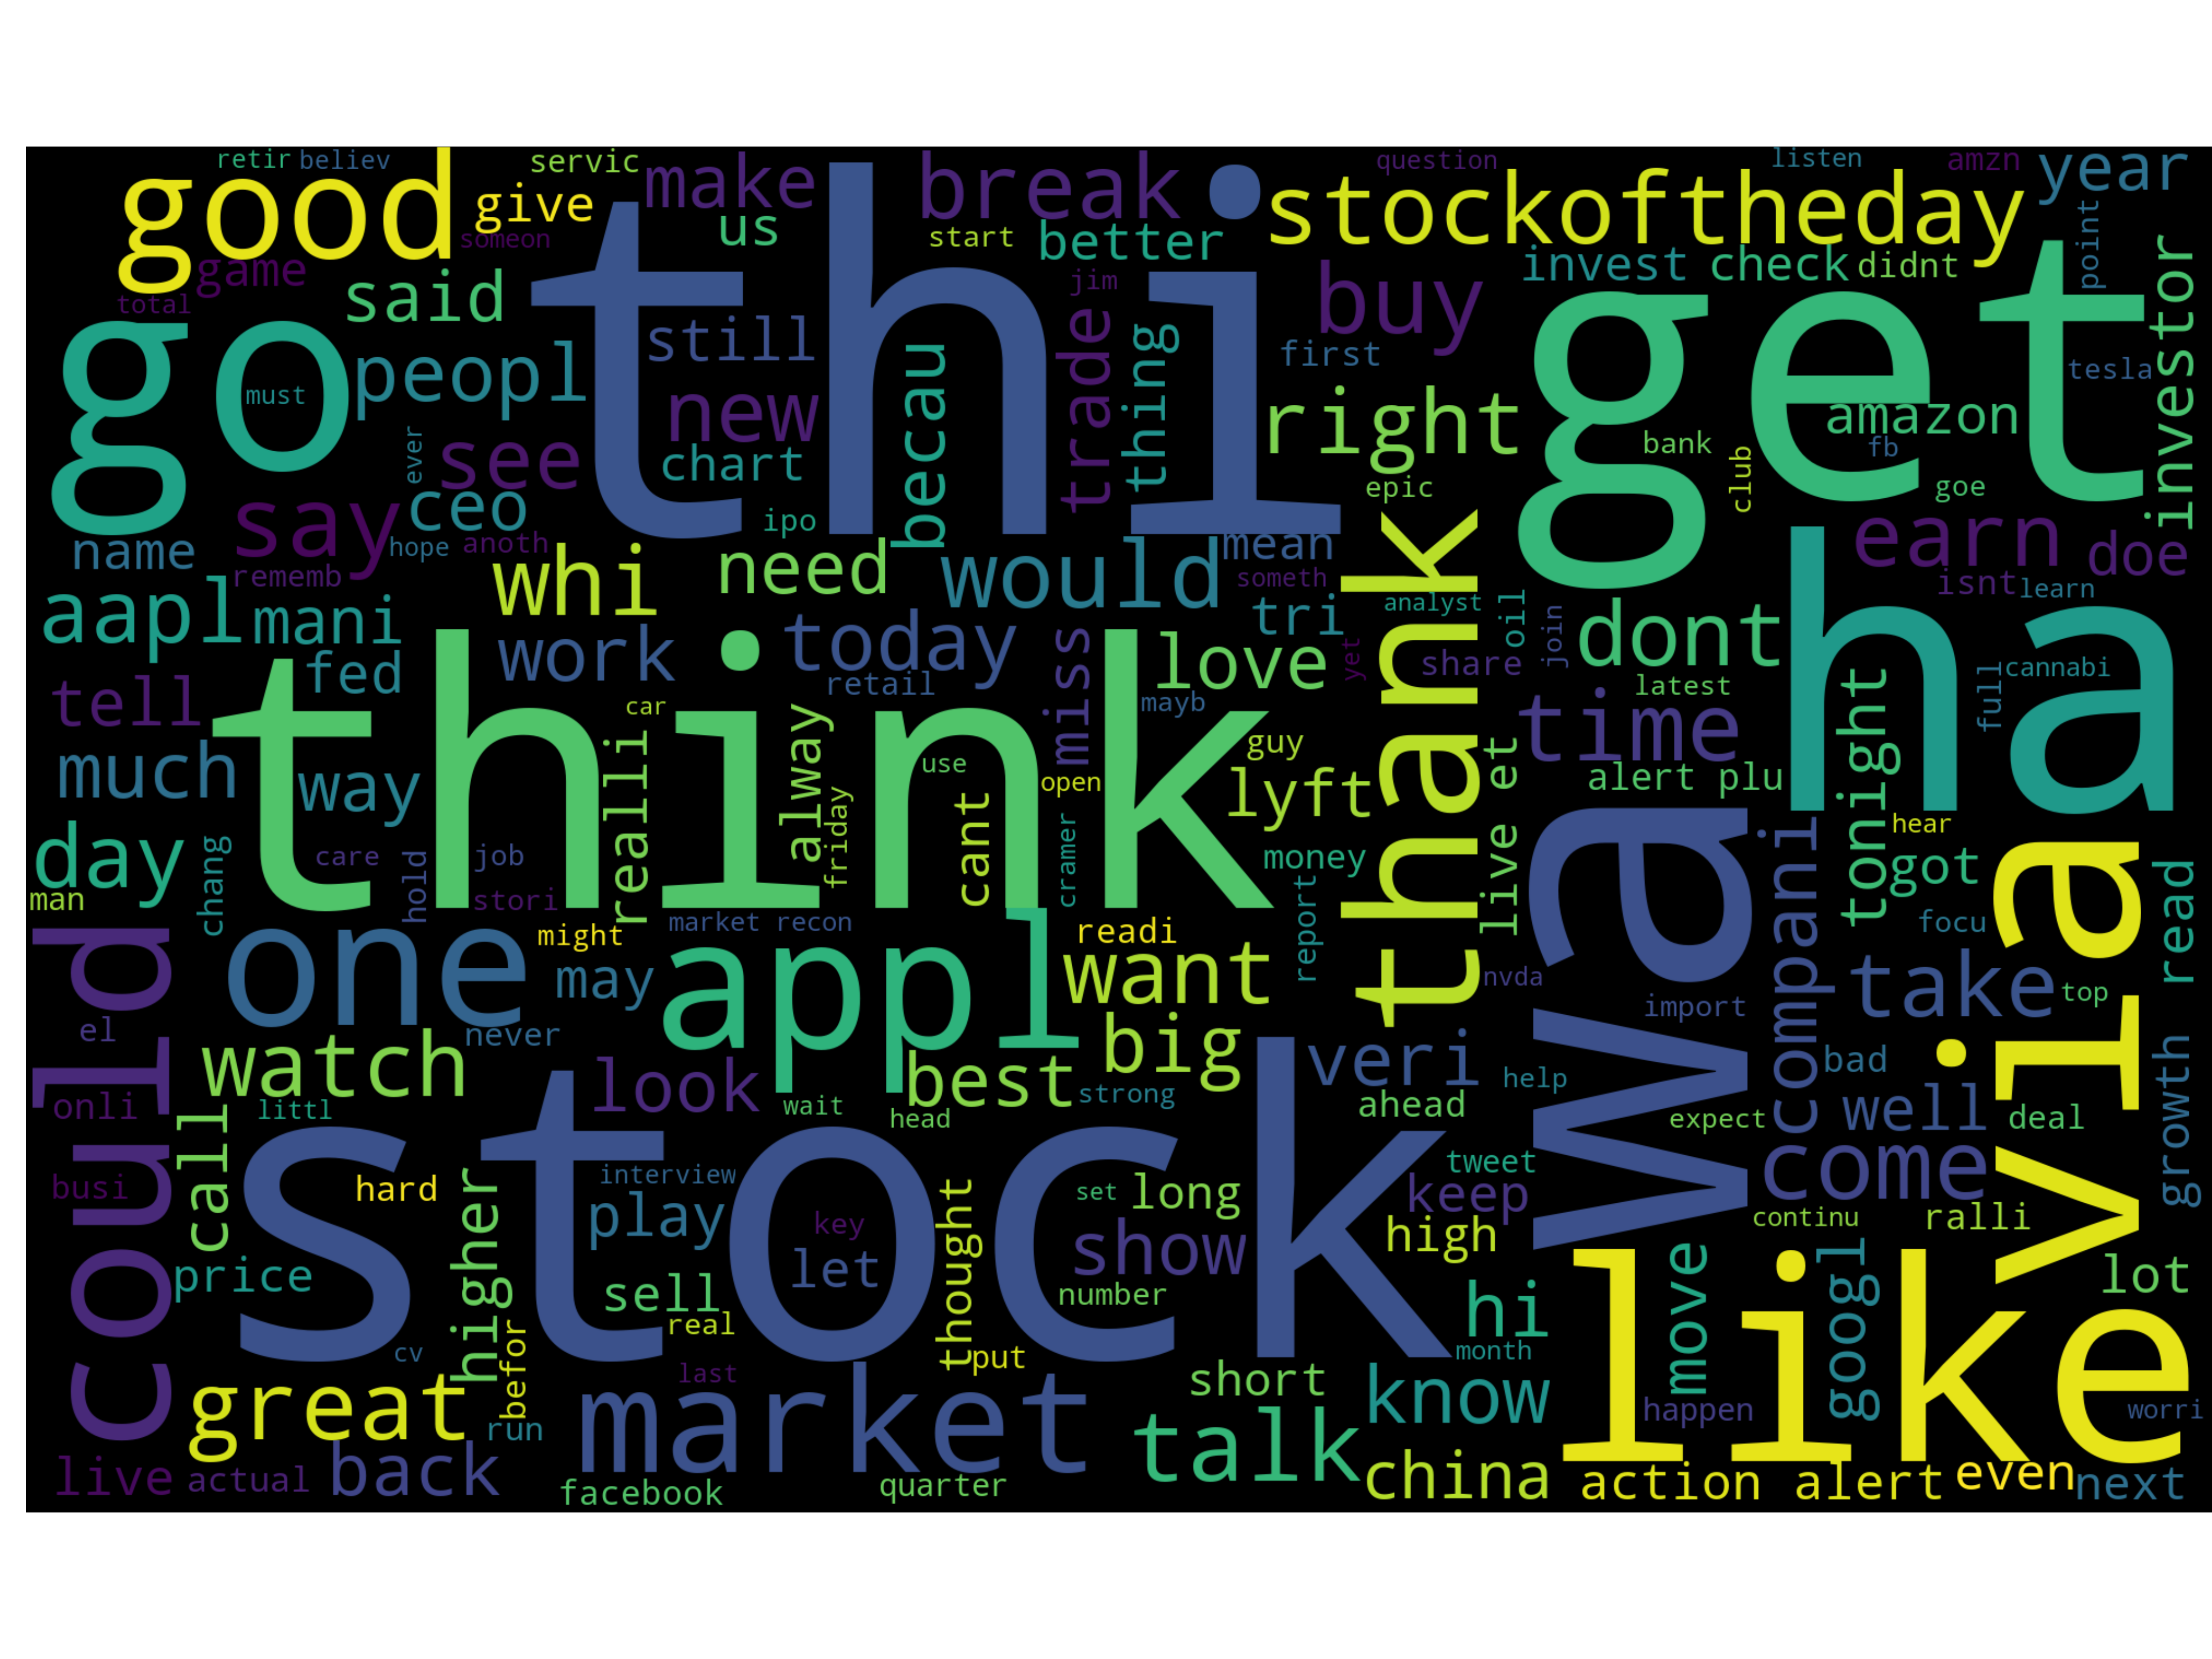 retir believ servic make break question listen amzn year
good give us start better stockoftheday point
someon game said thi jim buy invest check didnt investor
total go peopl still trade thing first get tesla
must new becau right amazon
ever see chart bank fb
say ceo ipo epic club goe
name hope anoth whi need would mean earn doe
rememb someth isnt learn
aapl mani work today tri analyst oil join dont ha
fed retail miss love yet share latest cannabi
tell think car mayb thank time tonight full
much way realli alway use open guy live et
friday cant lyft alert plu
day chang care hold job cramer money compani hear
man stori report got read
could one might market recon readi wa via focu
may appl want nvda import take top
el never big
watch look best strong veri help bad growth
onli littl wait head ahead expect well deal
call stock interview tweet come
busi hard higher play key thought set long keep continu ralli
show high
price sell let number hi move googl lot
real month like
cv befor last put
great run market short know happen worri
talk
live actual back facebook quarter china action alert even next